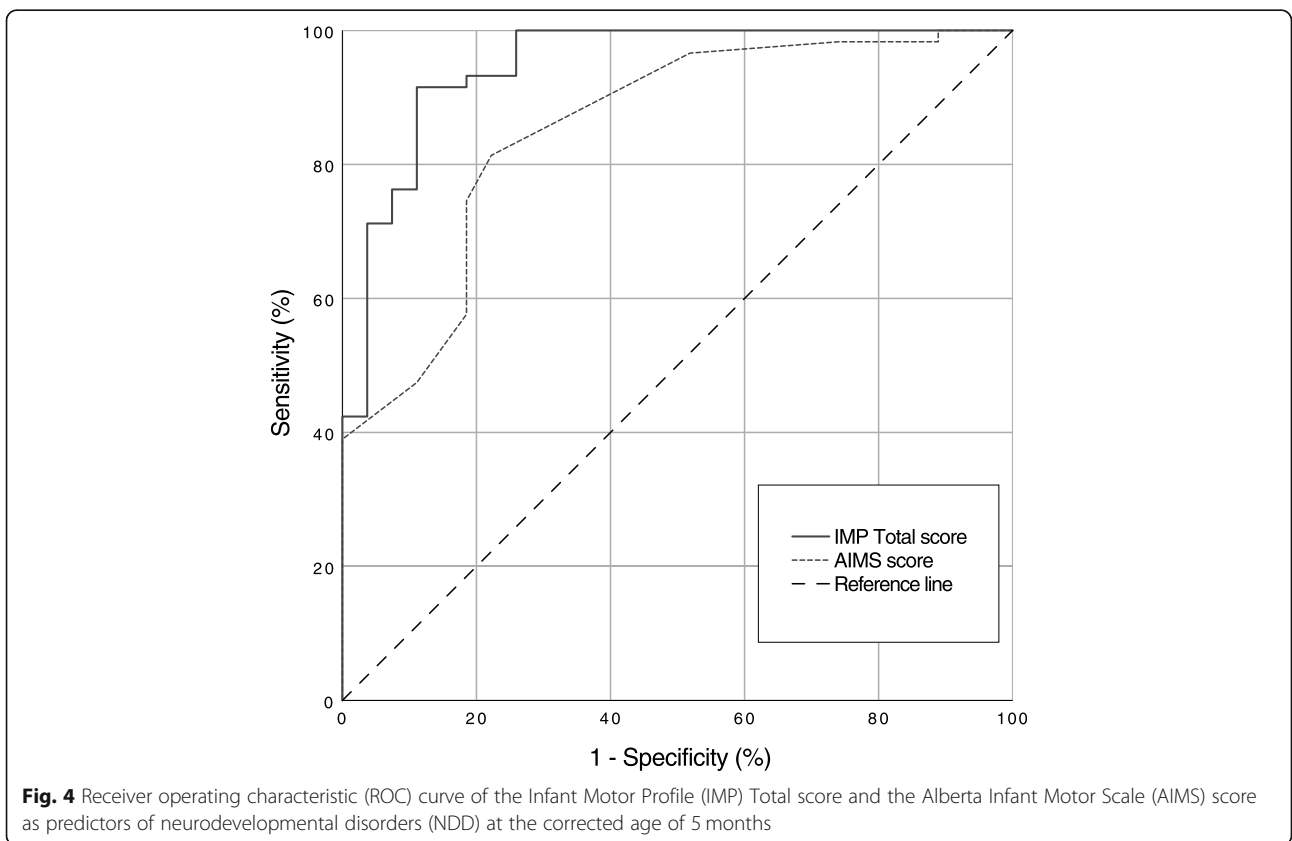 100
80
60
40
20
0
Sensitivity (%)
IMP Total score
AIMS score
Reference line
0 20 40 60 80 100
1 - Specificity (%)
Fig. 4 Receiver operating characteristic (ROC) curve of the Infant Motor Profile (IMP) Total score and the Alberta Infant Motor Scale (AIMS) score
as predictors of neurodevelopmental disorders (NDD) at the corrected age of 5 months